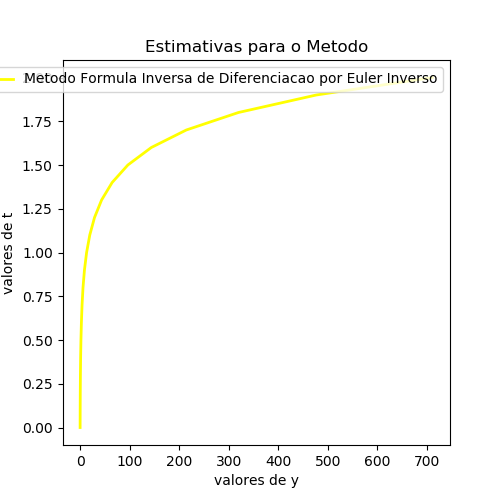 Estimativas para o Metodo
Metodo Formula Inversa de Diferenciacao por Euler Inverso
1.75
1.50
1.25
1.00
0.75
0.50
0.25
0.00
valores de t
0 100 200 300 400 500 600 700
valores de y